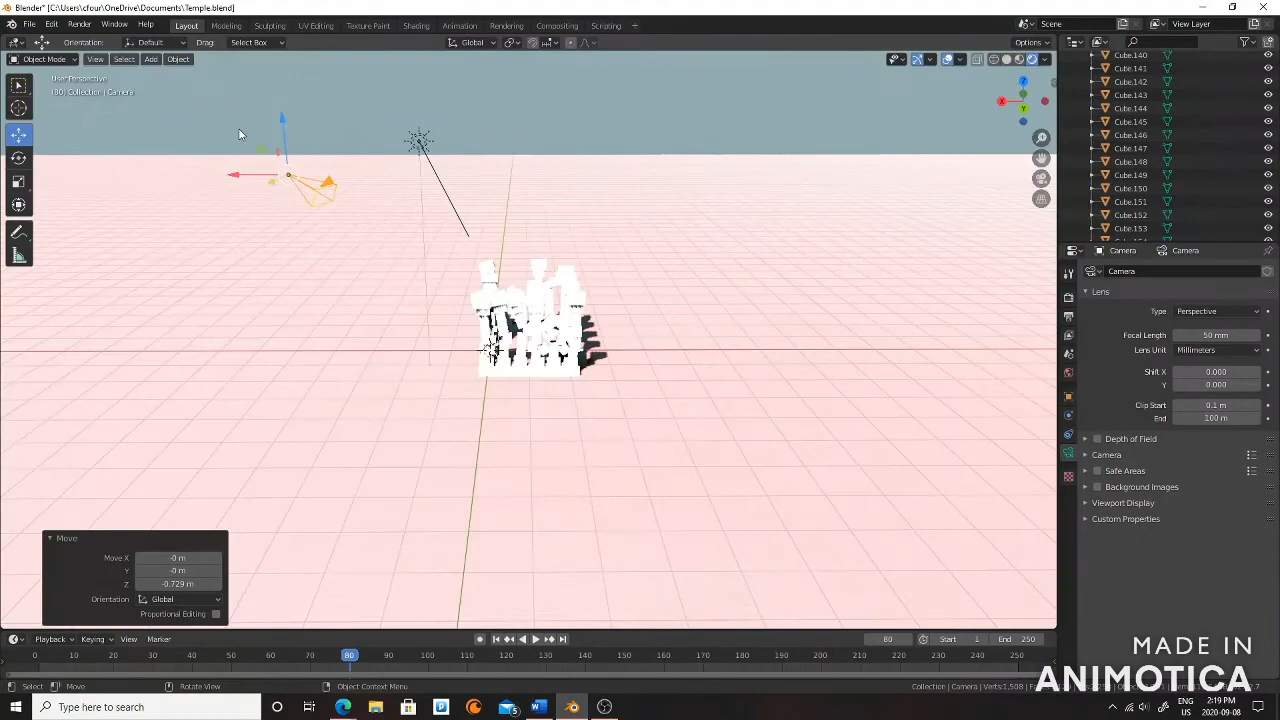 Blender* [C:\Users\cfour\OneDrive\Documents\Temple.blend]
File Edit Render Window Help Layout Modeling Sculpting UV Editing Texture Paint Shading Animation Rendering Compositing Scripting + Scene View Layer
Orientation: Default Drag: Select Box Global Options
Object Mode View Select Add Object
User Perspective
(80) Collection | Camera
Z
X
Y
Cube.140
Cube.141
Cube.142
Cube.143
Cube.144
Cube.145
Cube.146
Cube.147
Cube.148
Cube.149
Cube.150
Cube.151
Cube.152
Cube.153
Camera Camera
Camera
Lens
Type Perspective
Focal Length 50 mm
Lens Unit Millimeters
Shift X 0.000
Y 0.000
Clip Start 0.1 m
End 100 m
Depth of Field
Camera
Safe Areas
Background Images
Viewport Display
Custom Properties
Move
Move X -0 m
Y -0 m
Z -0.729 m
Orientation Global
Proportional Editing
Playback Keying View Marker 80 Start 1 End 250
0 10 20 30 40 50 60 70 80 90 100 110 120 130 140 150 160 170 180 190 200 210 220 230 240 250
Select Move Rotate View Object Context Menu Collection | Camera | Verts:1,508
MADE IN
ANIMOTICA
Type here to search
5
ENG
US
2:19 PM
2020-09-08